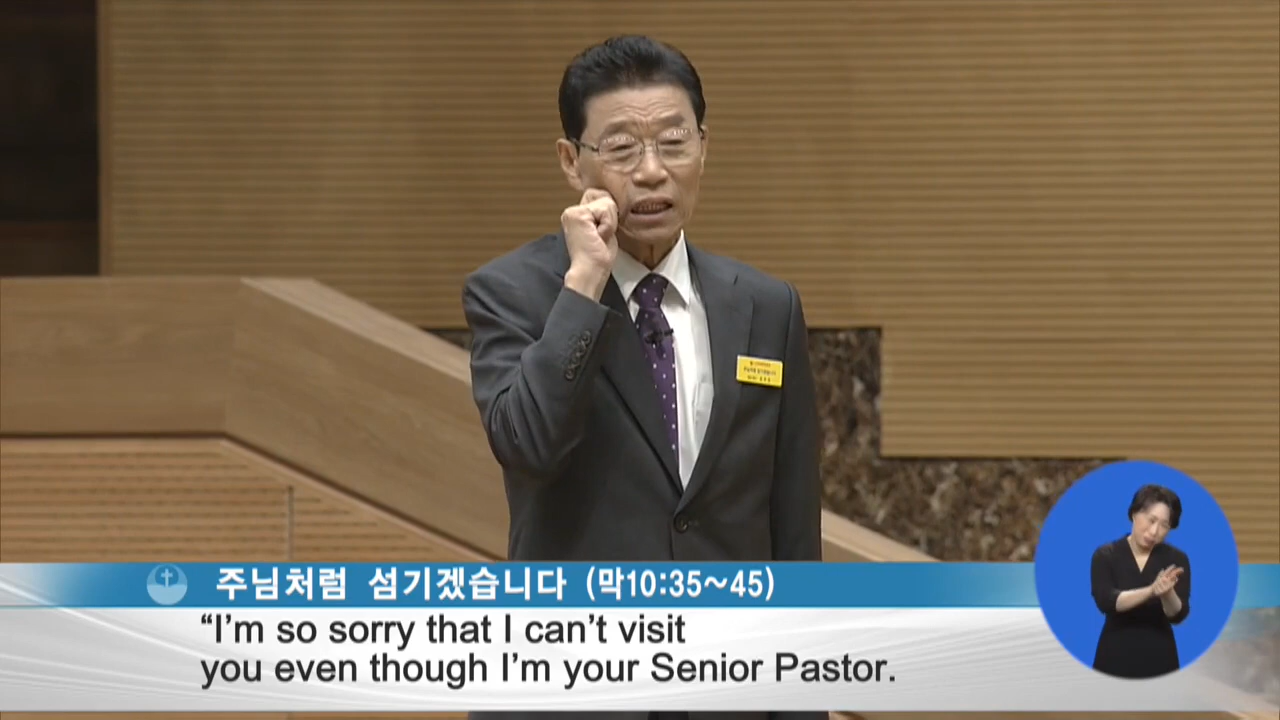 주님처럼 섬기겠습니다 (막10:35~45)
“I’m so sorry that I can’t visit
you even though I’m your Senior Pastor.